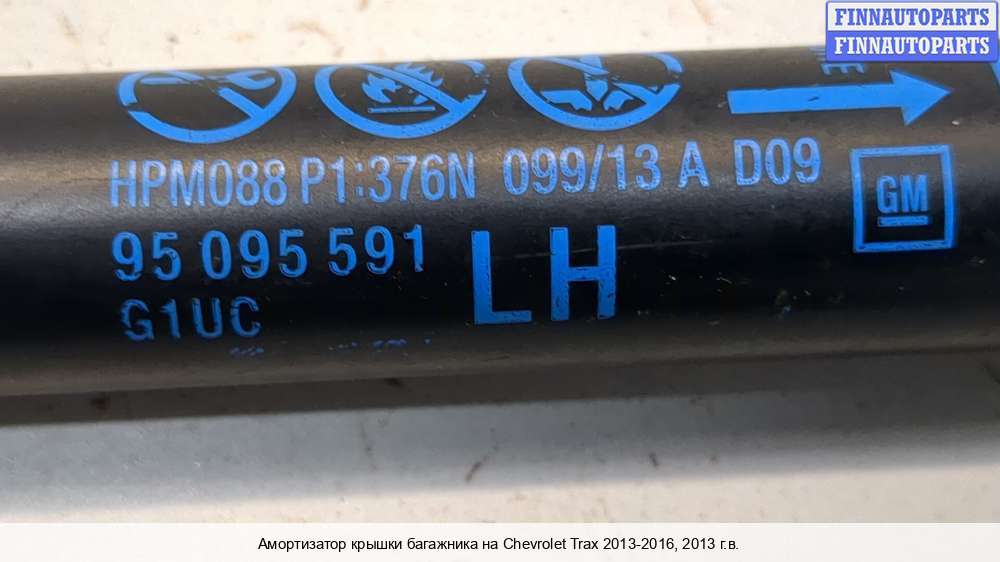 FINNAUTOPARTS
FINNAUTOPARTS
HPM088 P1:376N 099/13 A D09
GM
95 095 591
LH
G1UC
Амортизатор крышки багажника на Chevrolet Trax 2013-2016, 2013 г.в.